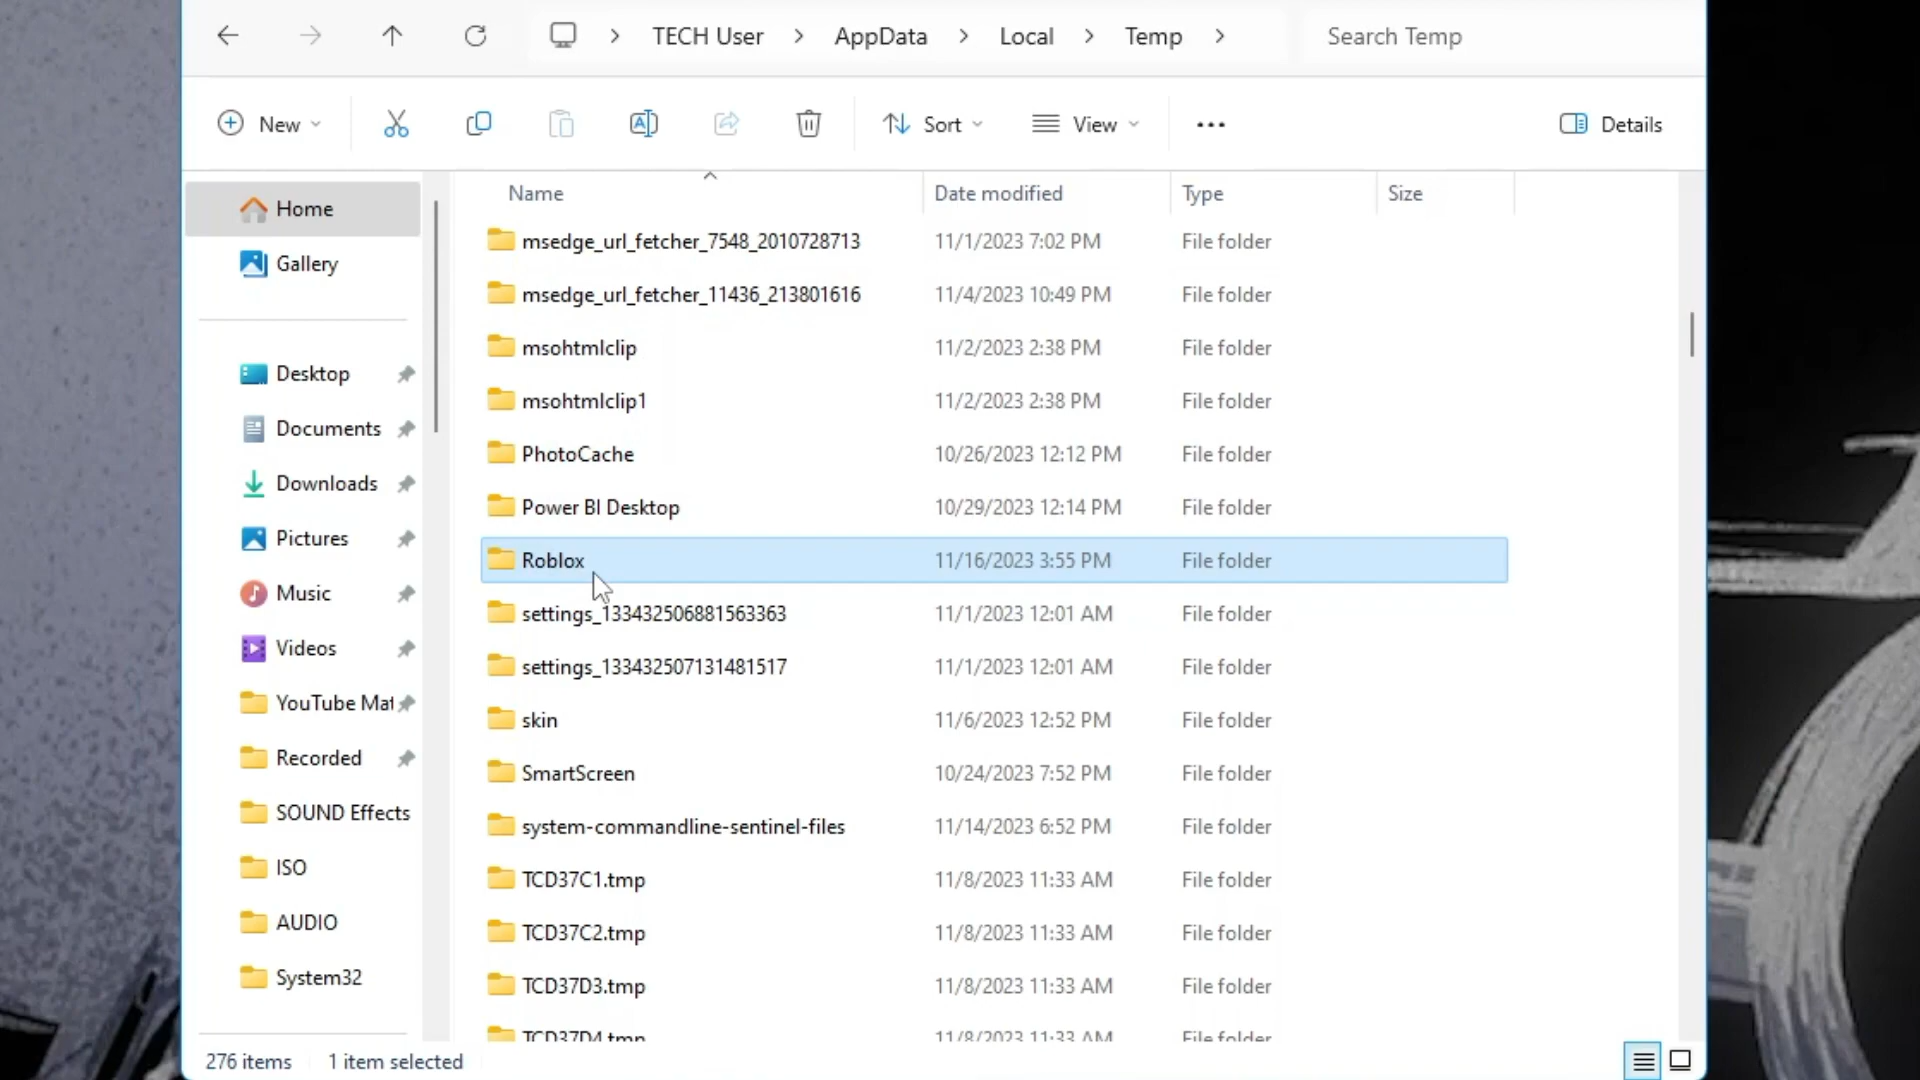 TECH User > AppData > Local > Temp >
Search Temp
New
Sort
View
Details
Name
Date modified
Type
Size
Home
Gallery
Desktop
Documents
Downloads
Pictures
Music
Videos
YouTube Mat
Recorded
SOUND Effects
ISO
AUDIO
System32
msedge_url_fetcher_7548_2010728713 11/1/2023 7:02 PM File folder
msedge_url_fetcher_11436_213801616 11/4/2023 10:49 PM File folder
msohtmlclip 11/2/2023 2:38 PM File folder
msohtmlclip1 11/2/2023 2:38 PM File folder
PhotoCache 10/26/2023 12:12 PM File folder
Power BI Desktop 10/29/2023 12:14 PM File folder
Roblox 11/16/2023 3:55 PM File folder
settings_133432506881563363 11/1/2023 12:01 AM File folder
settings_133432507131481517 11/1/2023 12:01 AM File folder
skin 11/6/2023 12:52 PM File folder
SmartScreen 10/24/2023 7:52 PM File folder
system-commandline-sentinel-files 11/14/2023 6:52 PM File folder
TCD37C1.tmp 11/8/2023 11:33 AM File folder
TCD37C2.tmp 11/8/2023 11:33 AM File folder
TCD37D3.tmp 11/8/2023 11:33 AM File folder
TCD37D4.tmp 11/8/2023 11:33 AM File folder
276 items
1 item selected